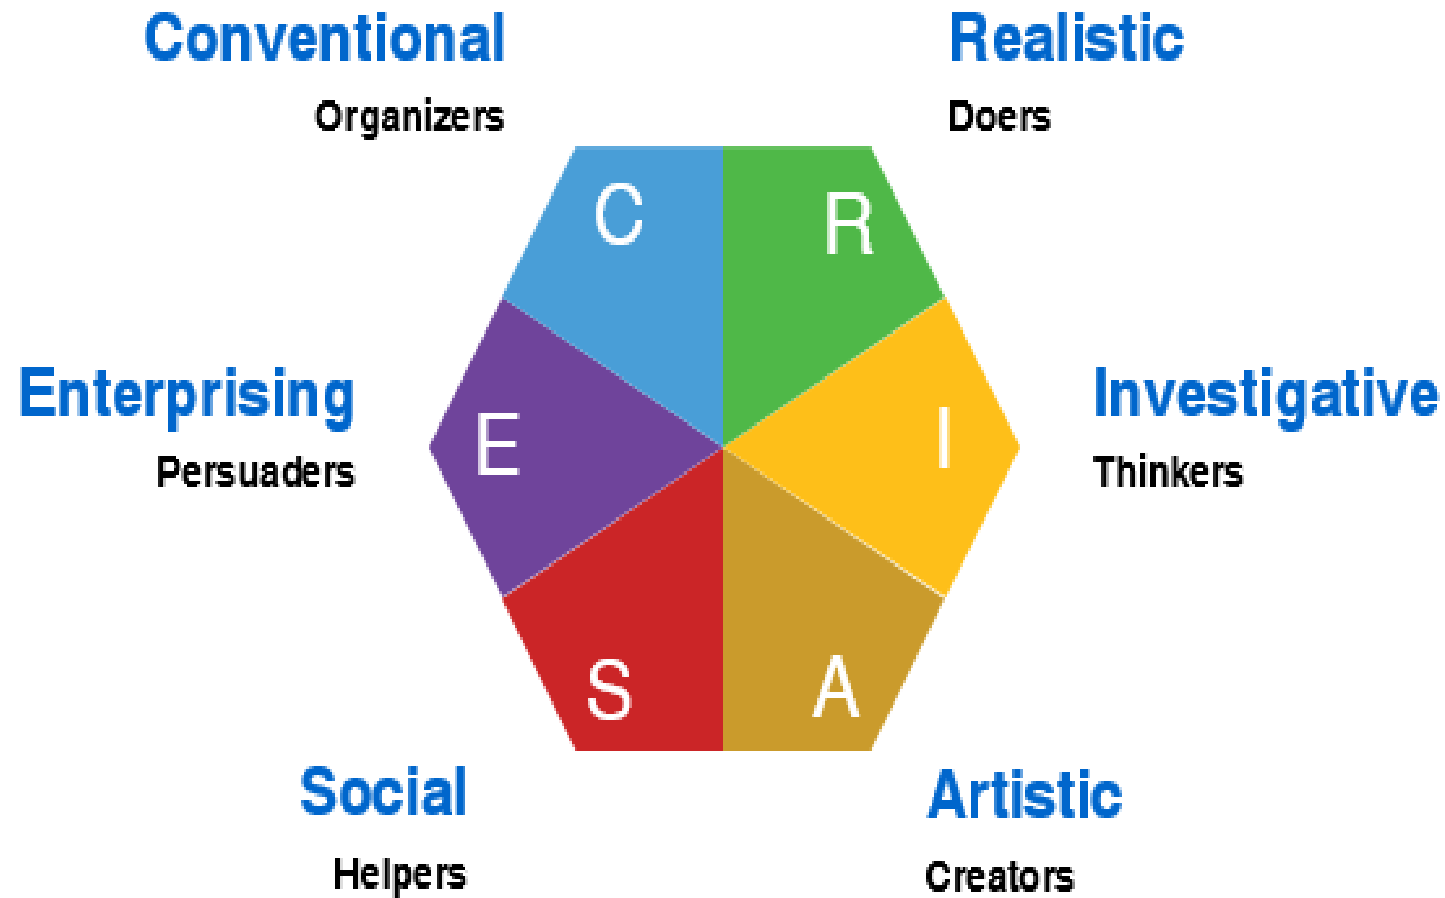 Conventional
Organizers
Realistic
Doers
C
R
Enterprising
Persuaders
E
I
Investigative
Thinkers
S
A
Social
Helpers
Artistic
Creators